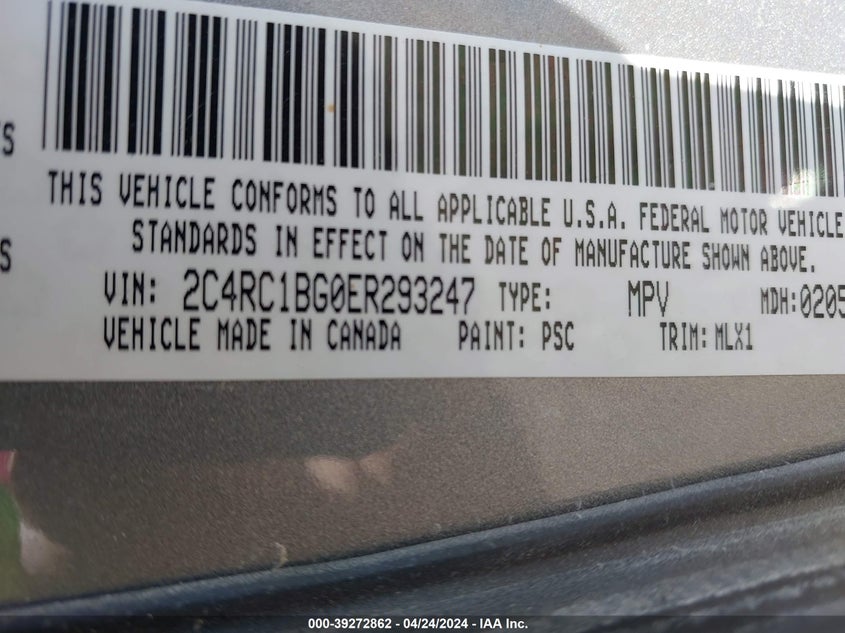 S
THIS VEHICLE CONFORMS TO ALL APPLICABLE U.S.A. FEDERAL MOTOR VEHICLE
STANDARDS IN EFFECT ON THE DATE OF MANUFACTURE SHOWN ABOVE.
S
VIN: 2C4RC1BG0ER293247 TYPE: MPV MDH:0205
VEHICLE MADE IN CANADA PAINT: PSC TRIM: MLX1
000-39272862 - 04/24/2024 - IAA Inc.